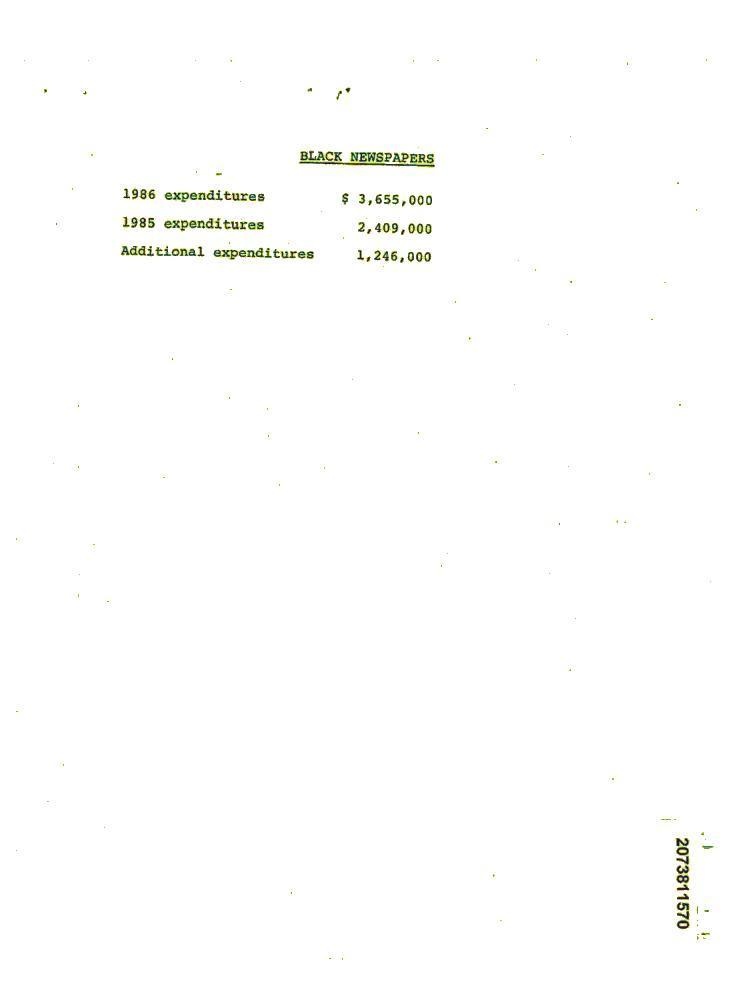 BLACK NEWSPAPERS
1986 expenditures $ 3,655,000
1985 expenditures 2,409,000
Additional expenditures 1,246,000
2073811570